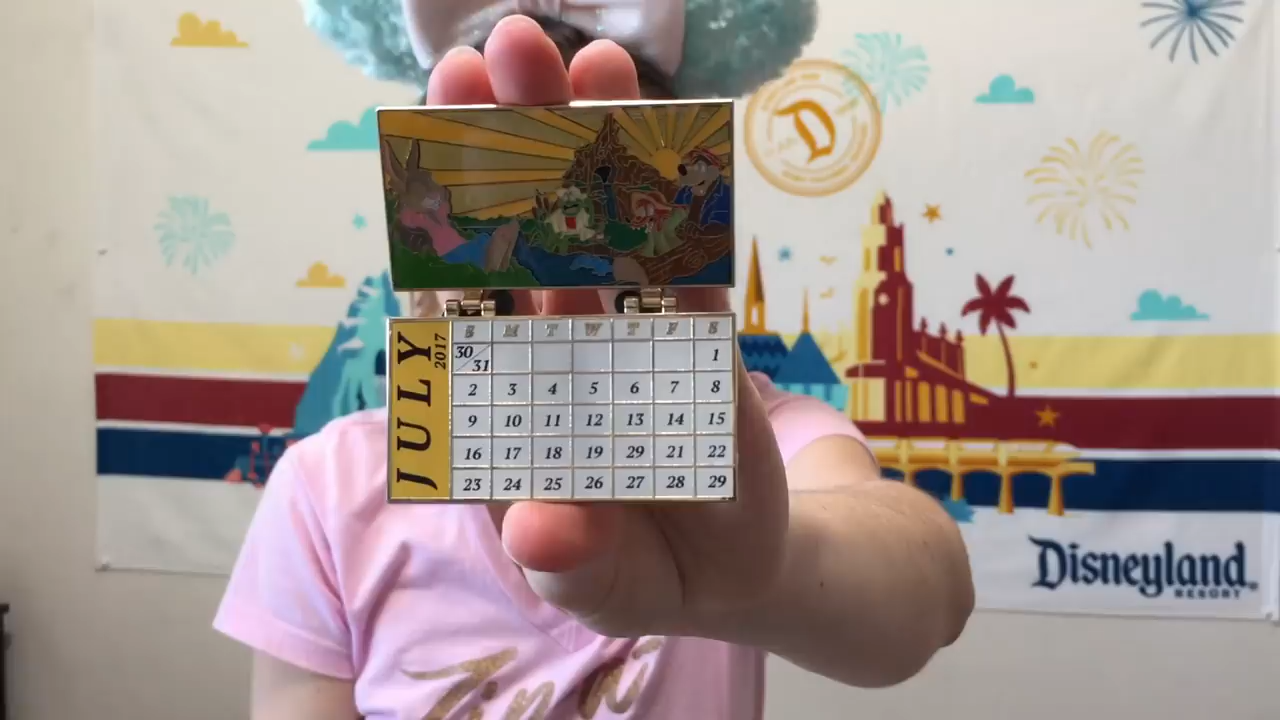 D
JULY
2017
S M T W T F S
30 31 1
2 3 4 5 6 7 8
9 10 11 12 13 14 15
16 17 18 19 29 21 22
23 24 25 26 27 28 29
Disneyland
RESORT